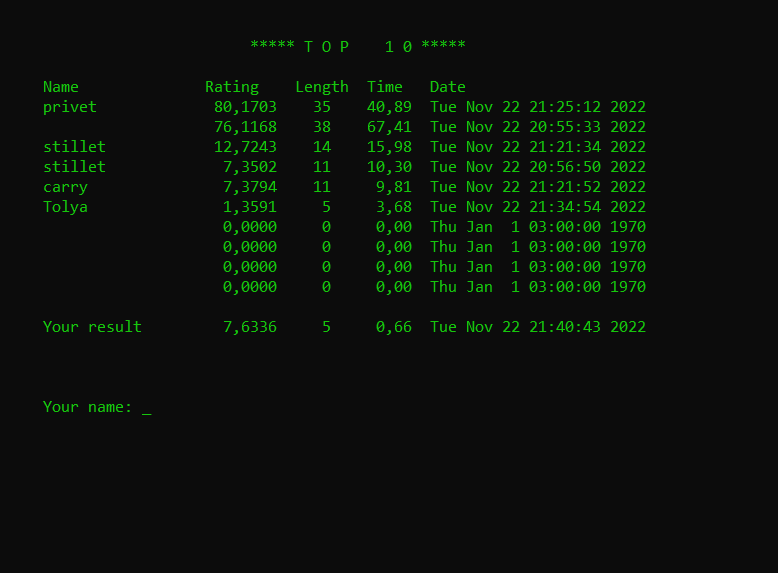 ***** T O P    1 0 *****
Name              Rating    Length  Time   Date
privet             80,1703    35    40,89  Tue Nov 22 21:25:12 2022
                   76,1168    38    67,41  Tue Nov 22 20:55:33 2022
stillet            12,7243    14    15,98  Tue Nov 22 21:21:34 2022
stillet             7,3502    11    10,30  Tue Nov 22 20:56:50 2022
carry               7,3794    11     9,81  Tue Nov 22 21:21:52 2022
Tolya               1,3591     5     3,68  Tue Nov 22 21:34:54 2022
                    0,0000     0     0,00  Thu Jan  1 03:00:00 1970
                    0,0000     0     0,00  Thu Jan  1 03:00:00 1970
                    0,0000     0     0,00  Thu Jan  1 03:00:00 1970
                    0,0000     0     0,00  Thu Jan  1 03:00:00 1970
Your result         7,6336     5     0,66  Tue Nov 22 21:40:43 2022
Your name: _